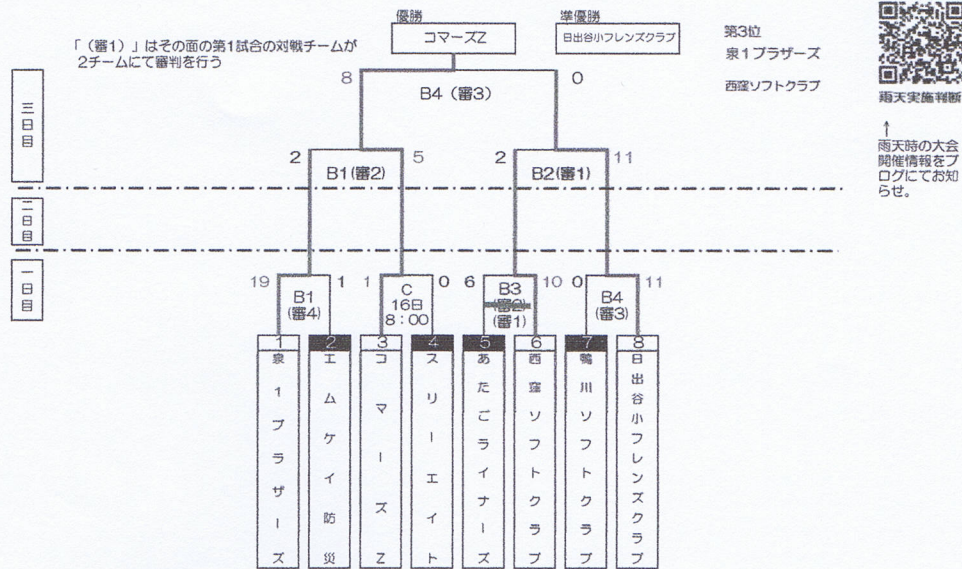 優勝
準優勝
コマーズZ
日出谷小フレンズクラブ
第3位
泉1ブラザーズ
西窪ソフトクラブ
「（審1）」はその面の第1試合の対戦チームが
2チームにて審判を行う
雨天実施判断
↑
雨天時の大会
開催情報をブ
ログにてお知
らせ。
8
0
B4（審3）
三日目
2
5
2
11
B1(審2)
B2(審1)
二日目
一日目
19
1
1
0
6
10
0
11
B1
(審4)
C
16日
8：00
B3
(審2)
(審1)
B4
(審3)
1
2
3
4
5
6
7
8
泉1ブラザーズ
エムケイ防災
コマーズZ
スリーエイト
あたごライナーズ
西窪ソフトクラブ
鴨川ソフトクラブ
日出谷小フレンズクラブ